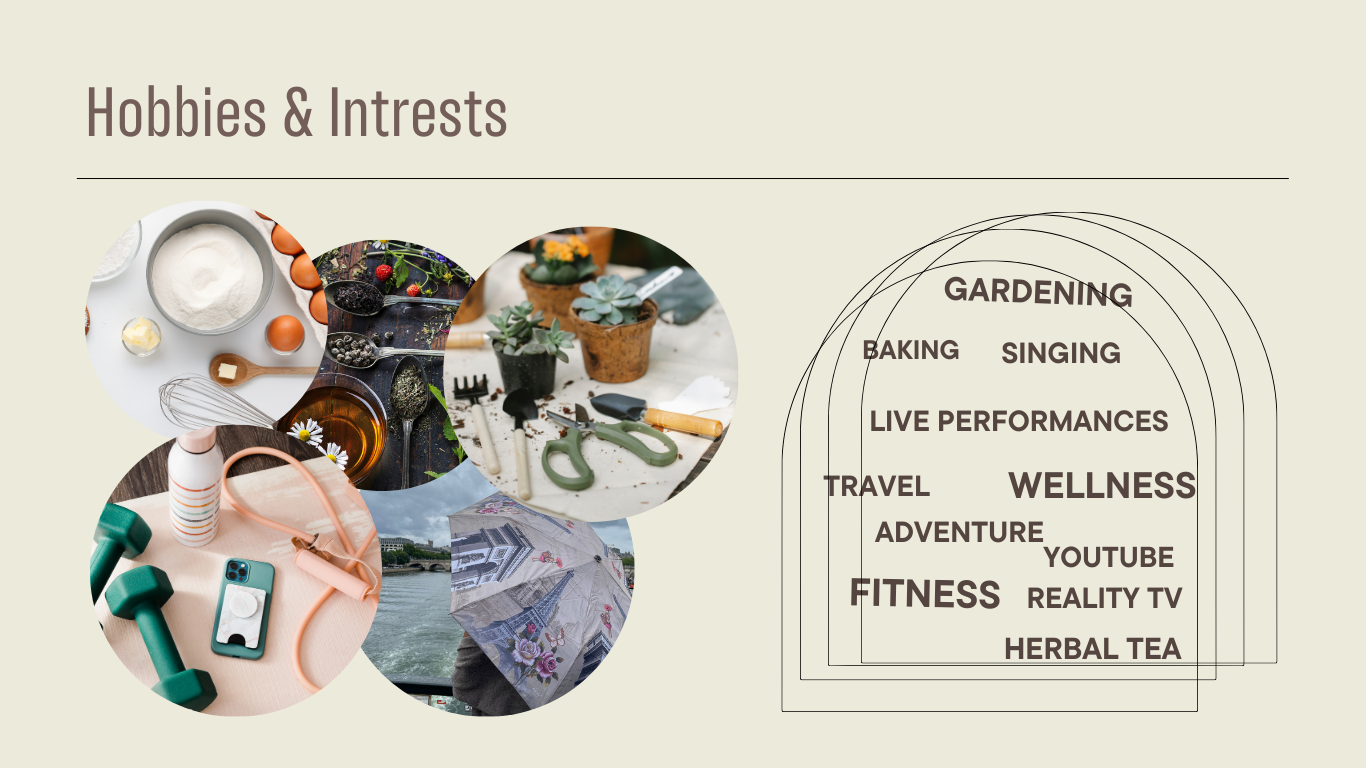 Hobbies & Intrests
GARDENING
BAKING
SINGING
LIVE PERFORMANCES
TRAVEL
WELLNESS
ADVENTURE
YOUTUBE
FITNESS
REALITY TV
HERBAL TEA